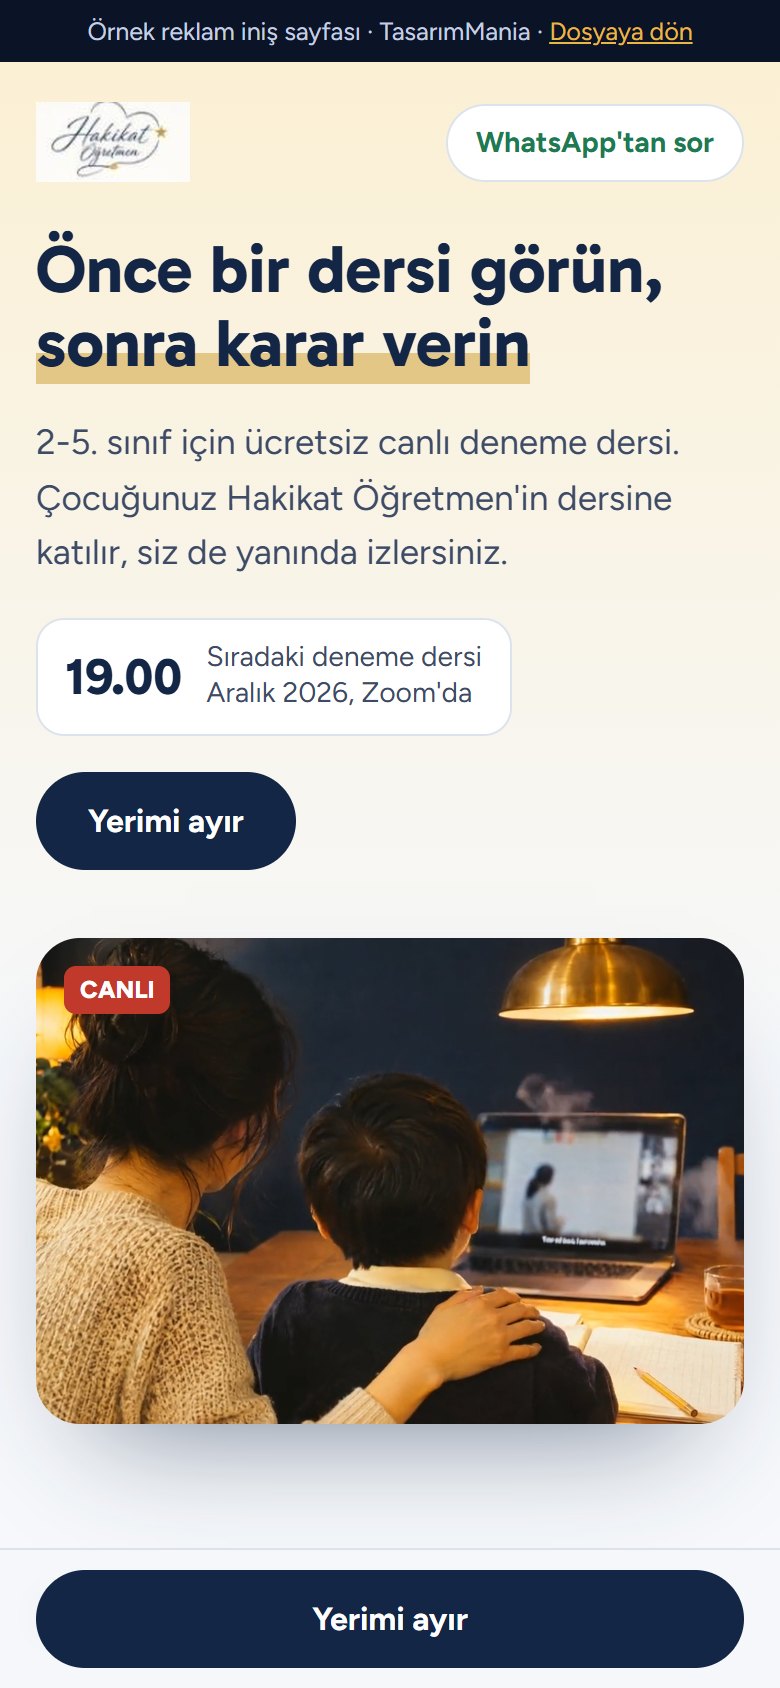 Örnek reklam iniş sayfası · TasarımMania · Dosyaya dön
Hakikat
Öğretmen
WhatsApp'tan sor
Önce bir dersi görün,
sonra karar verin
2-5. sınıf için ücretsiz canlı deneme dersi.
Çocuğunuz Hakikat Öğretmen'in dersine
katılır, siz de yanında izlersiniz.
19.00
Sıradaki deneme dersi
Aralık 2026, Zoom'da
Yerimi ayır
CANLI
Yerimi ayır